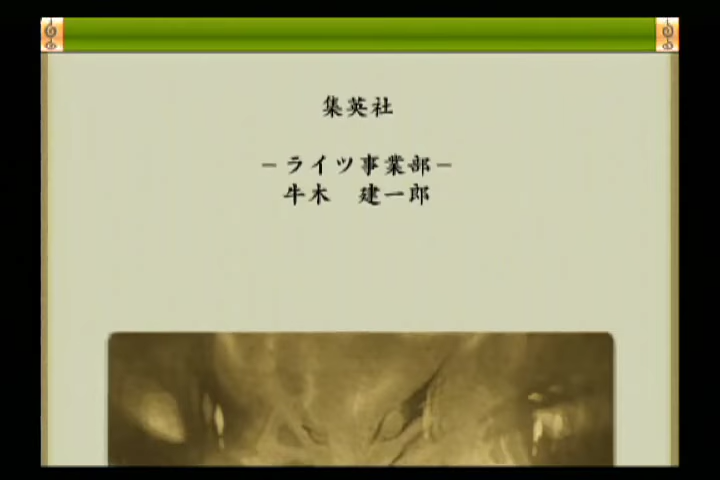 集英社
－ライツ事業部－
牛木　建一郎